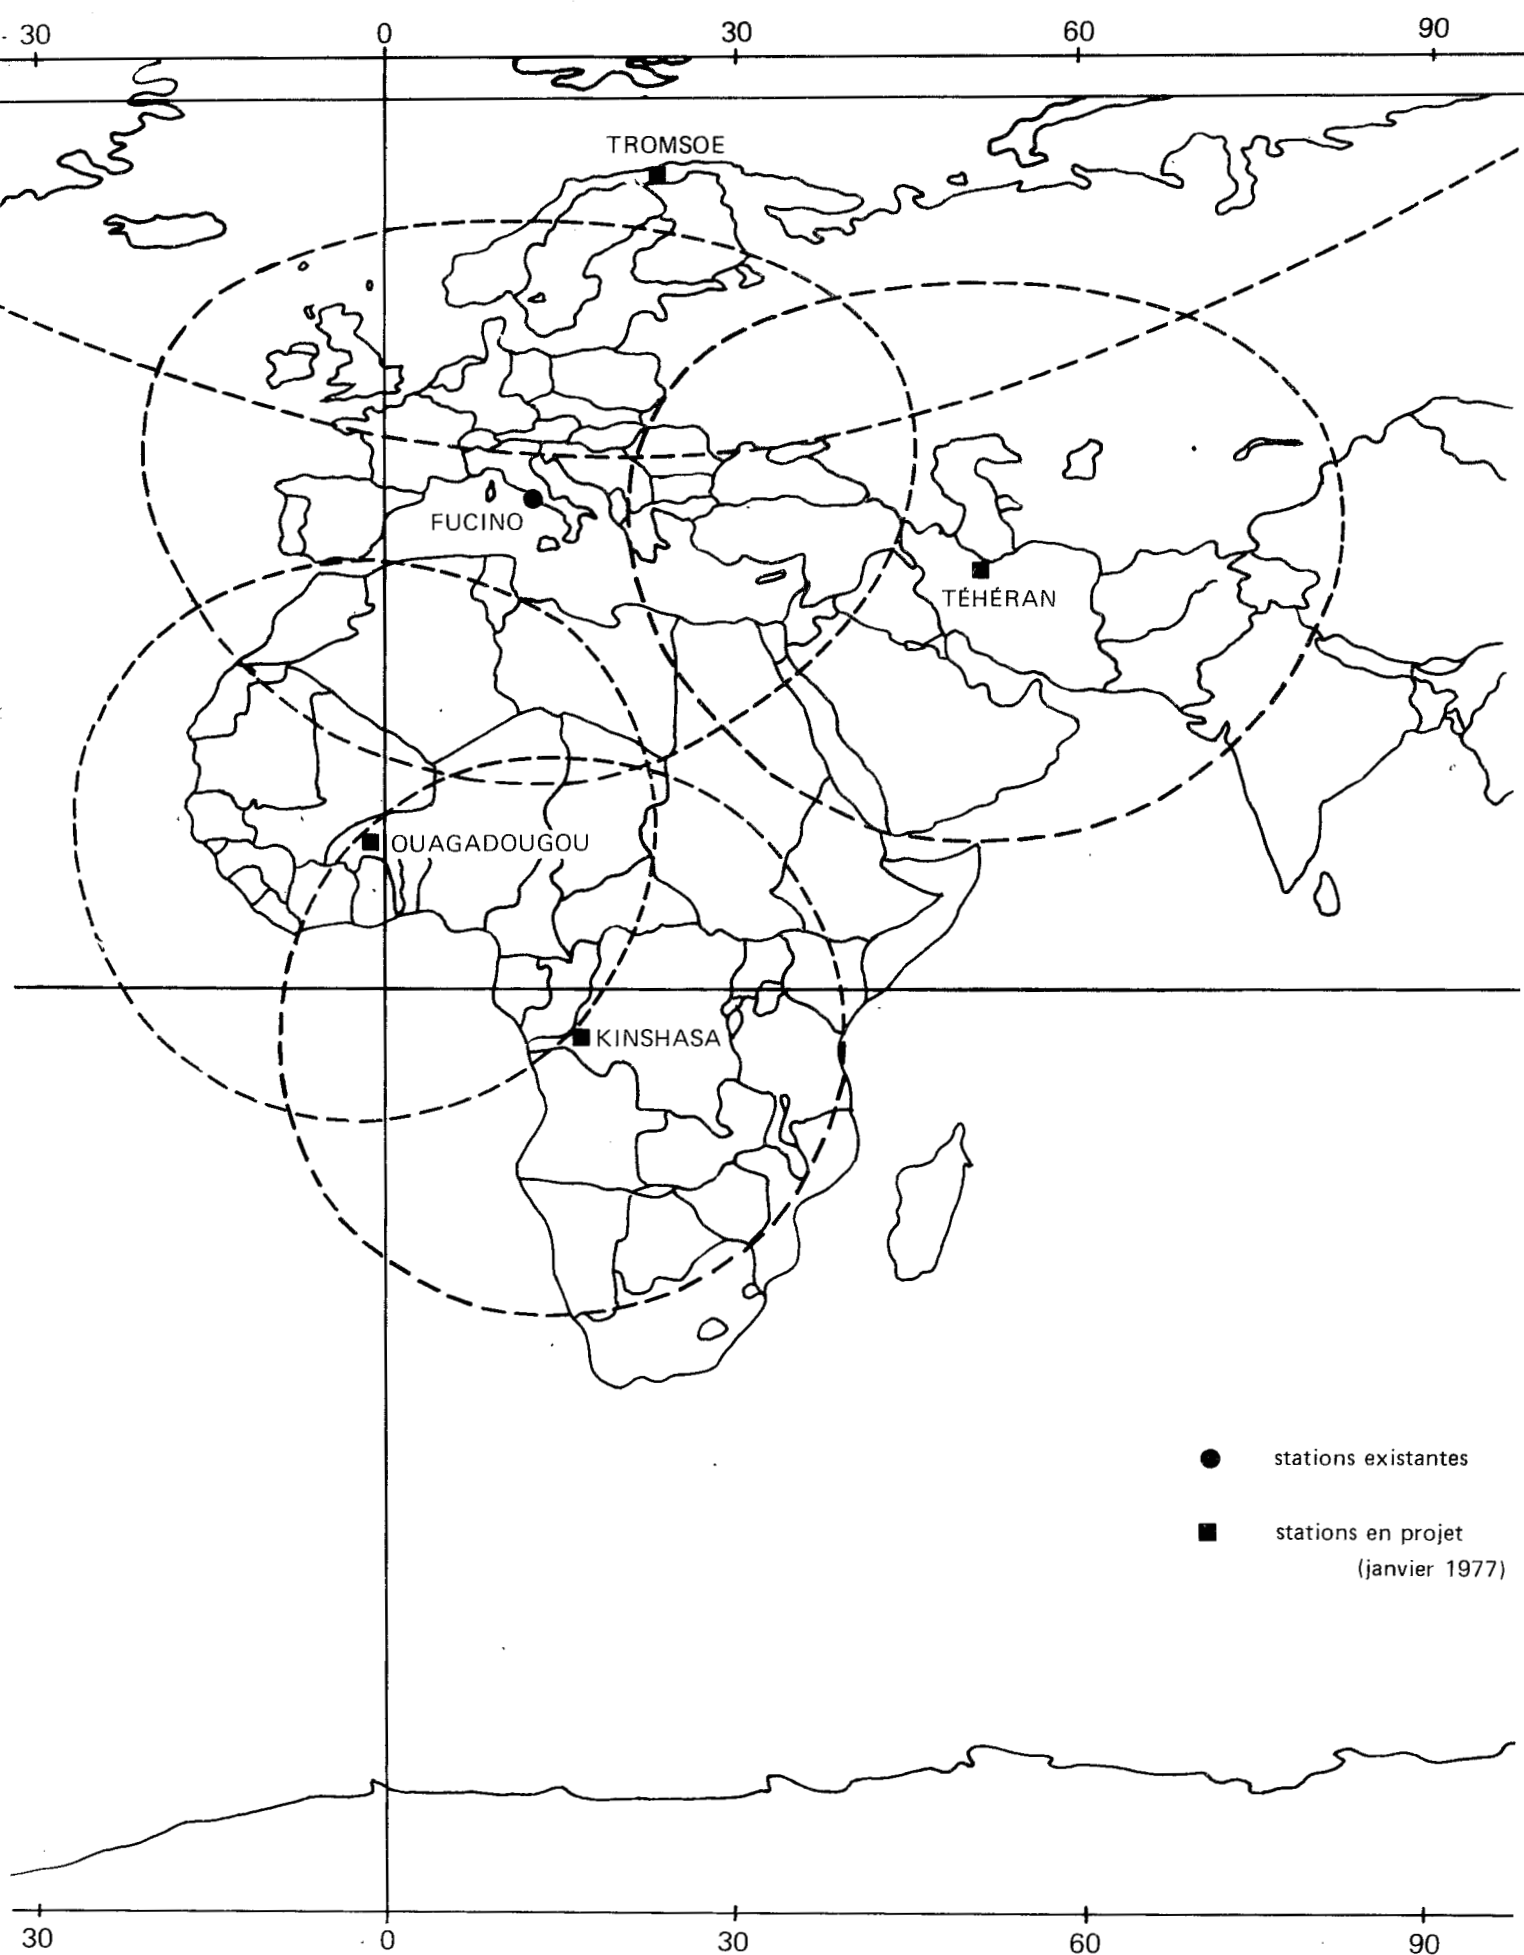 30 0 30 60 90
TROMSOE
FUCINO
TÉHÉRAN
OUAGADOUGOU
KINSHASA
stations existantes
stations en projet
(janvier 1977)
30 0 30 60 90